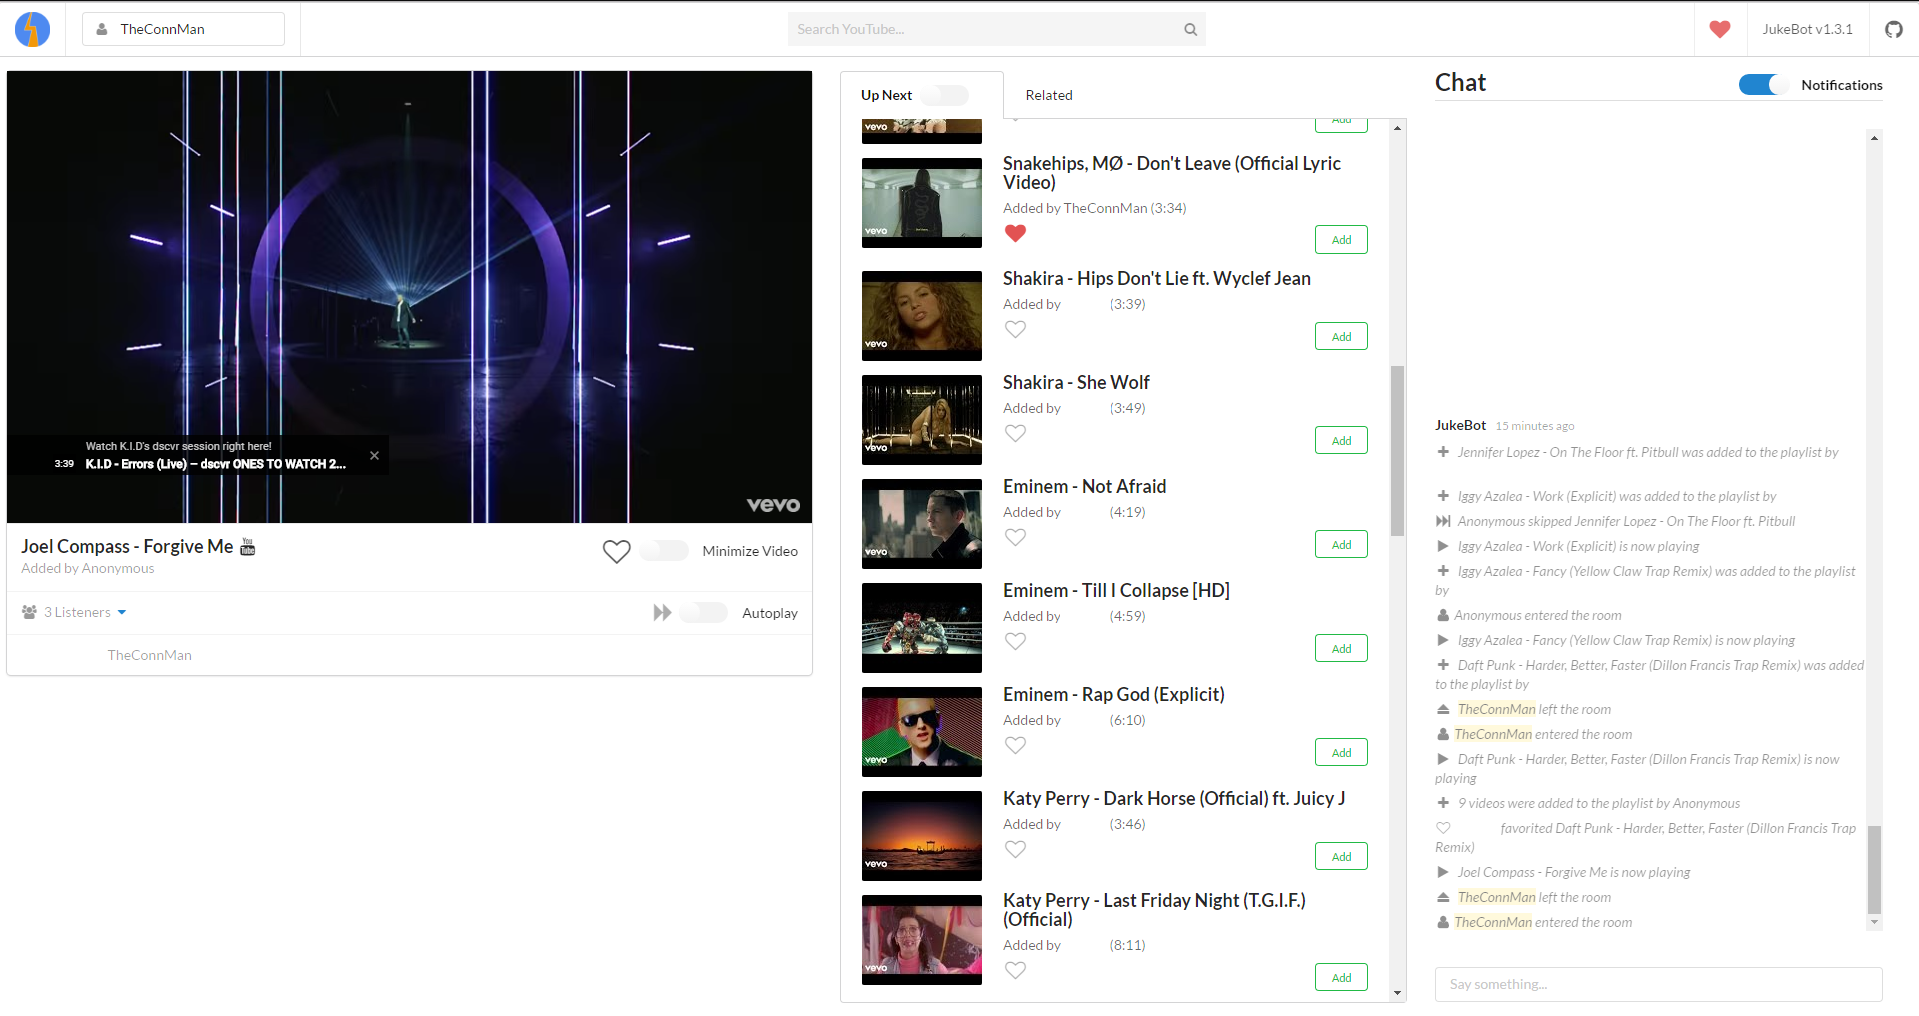 TheConnMan
Search YouTube...
JukeBot v1.3.1
Watch K.I.D's dscvr session right here!
3:39
K.I.D - Errors (Live) – dscvr ONES TO WATCH 2...
vevo
Joel Compass - Forgive Me
You Tube
Minimize Video
Added by Anonymous
3 Listeners
Autoplay
TheConnMan
Up Next
Related
vevo
Add
Snakehips, MØ - Don't Leave (Official Lyric
Video)
Added by TheConnMan (3:34)
vevo
Add
Shakira - Hips Don't Lie ft. Wyclef Jean
Added by (3:39)
vevo
Add
Shakira - She Wolf
Added by (3:49)
vevo
Add
Eminem - Not Afraid
Added by (4:19)
vevo
Add
Eminem - Till I Collapse [HD]
Added by (4:59)
Add
Eminem - Rap God (Explicit)
Added by (6:10)
vevo
Add
Katy Perry - Dark Horse (Official) ft. Juicy J
Added by (3:46)
vevo
Add
Katy Perry - Last Friday Night (T.G.I.F.)
(Official)
Added by (8:11)
vevo
Add
Chat
Notifications
JukeBot 15 minutes ago
Jennifer Lopez - On The Floor ft. Pitbull was added to the playlist by
Iggy Azalea - Work (Explicit) was added to the playlist by
Anonymous skipped Jennifer Lopez - On The Floor ft. Pitbull
Iggy Azalea - Work (Explicit) is now playing
Iggy Azalea - Fancy (Yellow Claw Trap Remix) was added to the playlist
by
Anonymous entered the room
Iggy Azalea - Fancy (Yellow Claw Trap Remix) is now playing
Daft Punk - Harder, Better, Faster (Dillon Francis Trap Remix) was added
to the playlist by
TheConnMan left the room
TheConnMan entered the room
Daft Punk - Harder, Better, Faster (Dillon Francis Trap Remix) is now
playing
9 videos were added to the playlist by Anonymous
favorited Daft Punk - Harder, Better, Faster (Dillon Francis Trap
Remix)
Joel Compass - Forgive Me is now playing
TheConnMan left the room
TheConnMan entered the room
Say something...